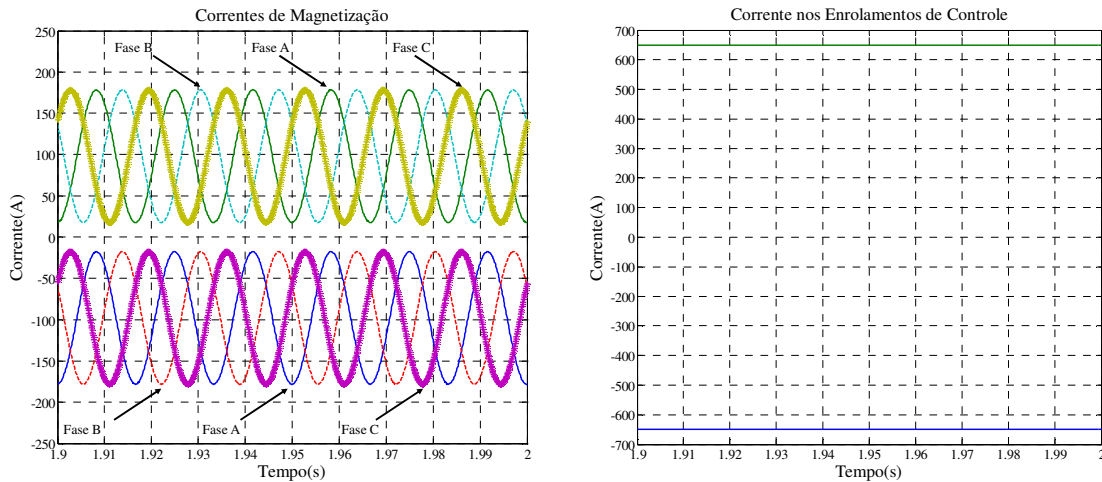 Correntes de Magnetização
250
200
150
100
50
0
-50
-100
-150
-200
-250
Corrente(A)
Fase B
Fase A
Fase C
Fase B
Fase A
Fase C
1.9 1.91 1.92 1.93 1.94 1.95 1.96 1.97 1.98 1.99 2
Tempo(s)
Corrente nos Enrolamentos de Controle
700
600
500
400
300
200
100
0
-100
-200
-300
-400
-500
-600
-700
Corrente(A)
1.9 1.91 1.92 1.93 1.94 1.95 1.96 1.97 1.98 1.99 2
Tempo(s)